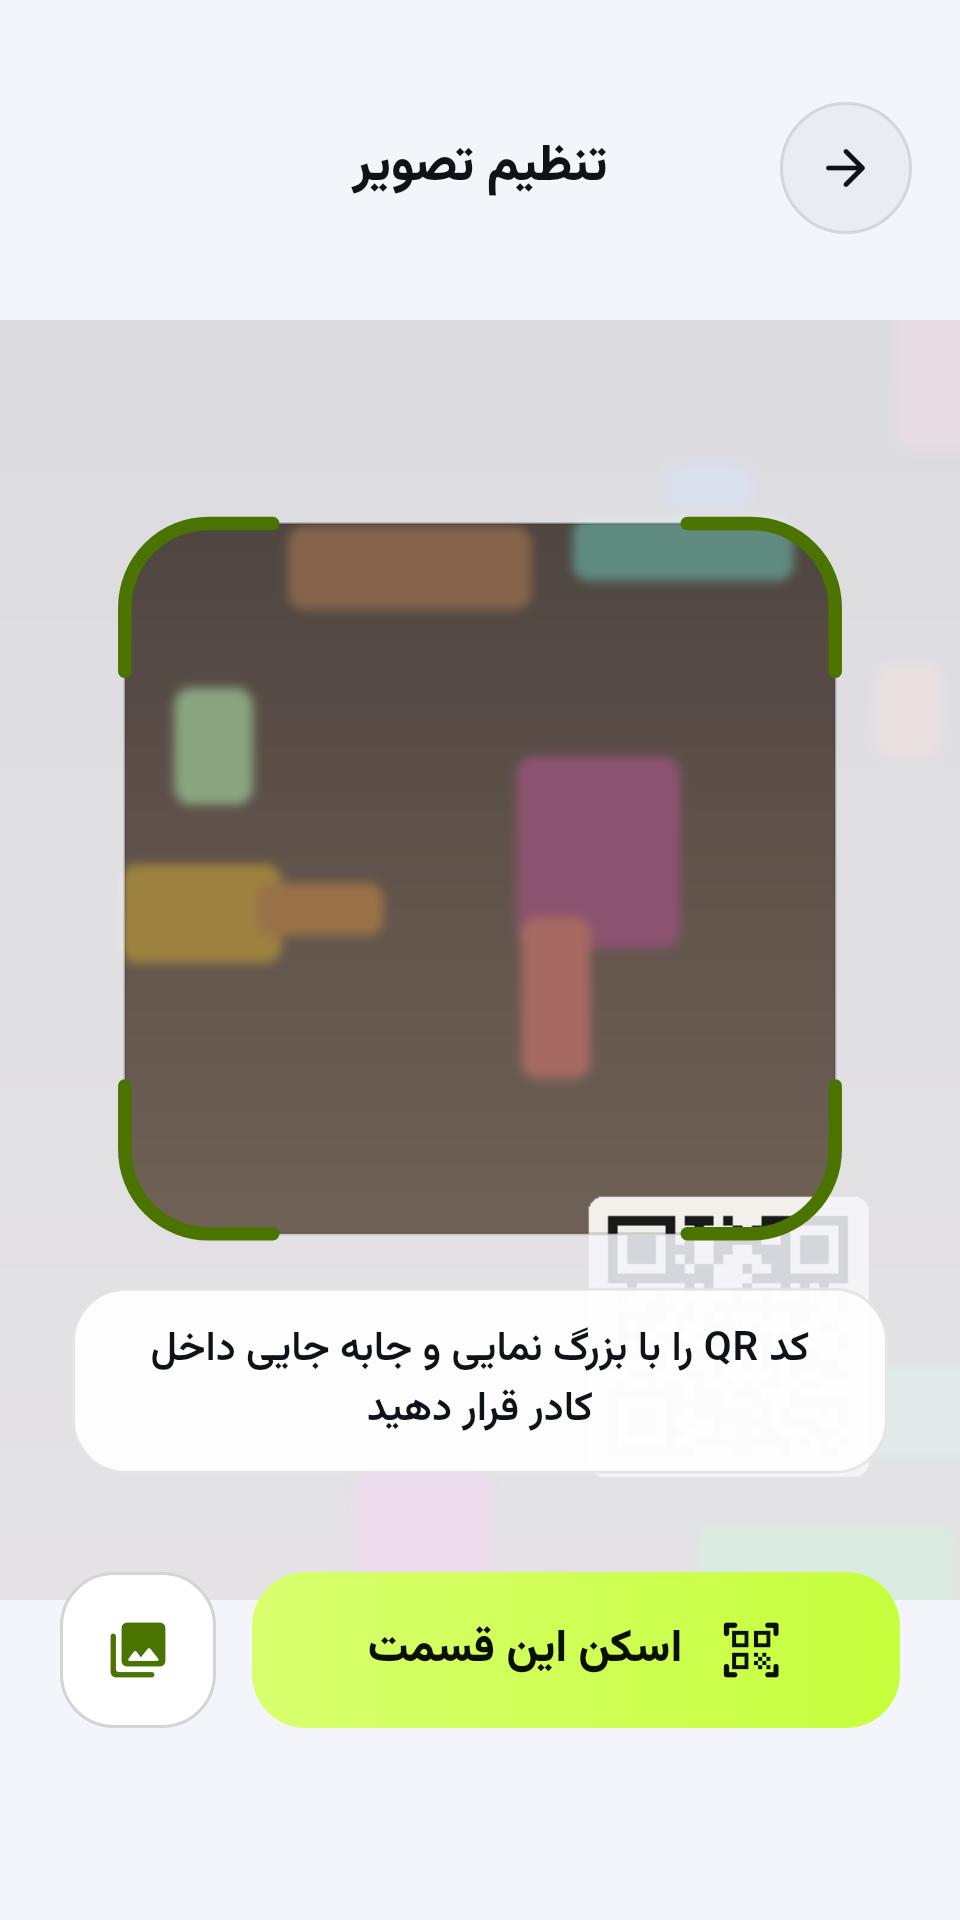 تنظیم تصویر
کد QR را با بزرگ نمایی و جابه جایی داخل
کادر قرار دهید
اسکن این قسمت